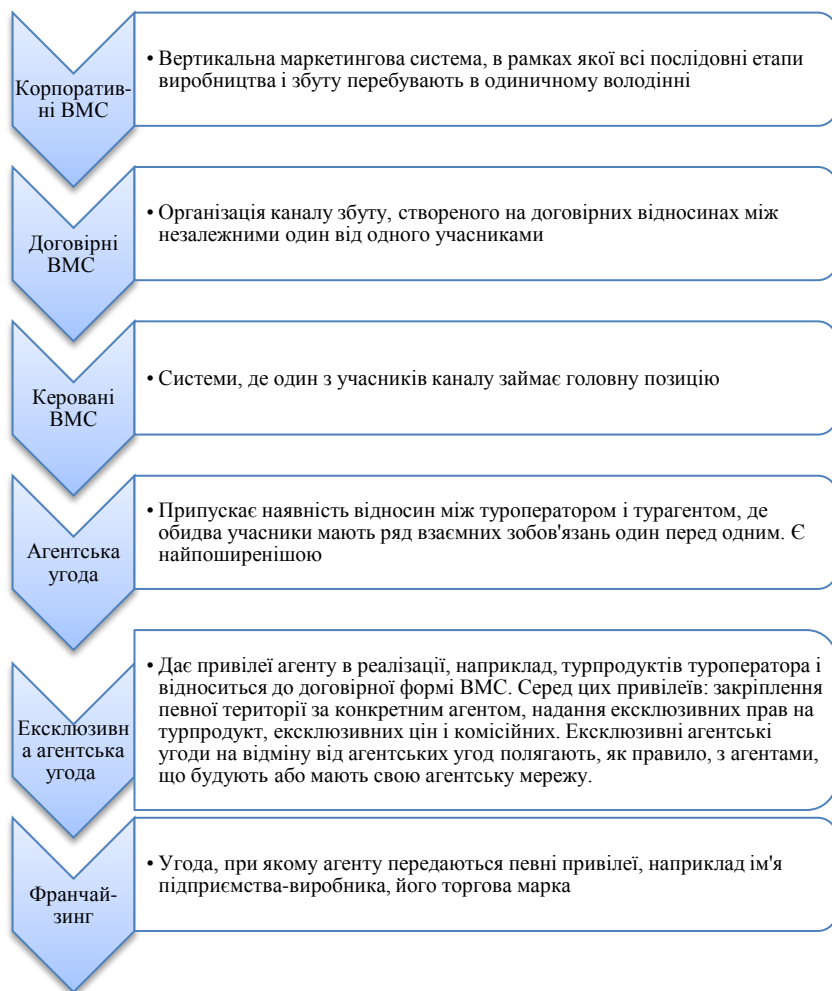 Корпоратив-
ні ВМС
• Вертикальна маркетингова система, в рамках якої всі послідовні етапи
виробництва і збуту перебувають в одиничному володінні
Договірні
ВМС
• Організація каналу збуту, створеного на договірних відносинах між
незалежними один від одного учасниками
Керовані
ВМС
• Системи, де один з учасників каналу займає головну позицію
Агентська
угода
• Припускає наявність відносин між туроператором і турагентом, де
обидва учасники мають ряд взаємних зобов'язань один перед одним. Є
найпоширенішою
Ексклюзивн
а агентська
угода
• Дає привілеї агенту в реалізації, наприклад, турпродуктів туроператора і
відноситься до договірної формі ВМС. Серед цих привілеїв: закріплення
певної території за конкретним агентом, надання ексклюзивних прав на
турпродукт, ексклюзивних цін і комісійних. Ексклюзивні агентські
угоди на відміну від агентських угод полягають, як правило, з агентами,
що будують або мають свою агентську мережу.
Франчай-
зинг
• Угода, при якому агенту передаються певні привілеї, наприклад ім'я
підприємства-виробника, його торгова марка